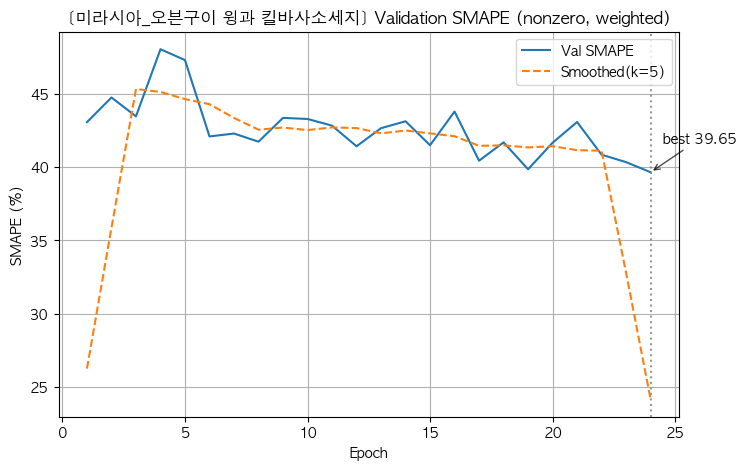 [미라시아_오븐구이 윙과 킬바사소세지] Validation SMAPE (nonzero, weighted)
Val SMAPE
Smoothed(k=5)
best 39.65
SMAPE (%)
45
40
35
30
25
0 5 10 15 20 25
Epoch